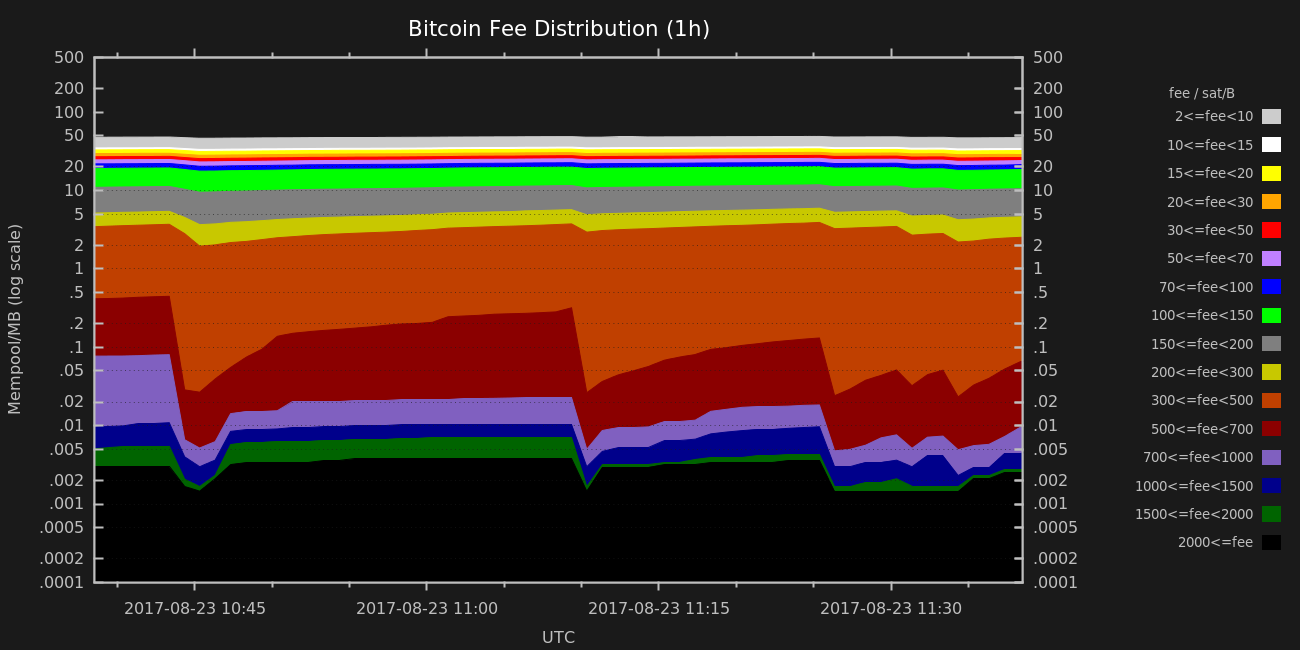 Bitcoin Fee Distribution (1h)
500
200
100
50
20
10
5
2
1
.5
.2
.1
.05
.02
.01
.005
.002
.001
.0005
.0002
.0001
Mempool/MB (log scale)
500
200
100
50
20
10
5
2
1
.5
.2
.1
.05
.02
.01
.005
.002
.001
.0005
.0002
.0001
2017-08-23 10:45
2017-08-23 11:00
2017-08-23 11:15
2017-08-23 11:30
UTC
fee / sat/B
2<=fee<10
10<=fee<15
15<=fee<20
20<=fee<30
30<=fee<50
50<=fee<70
70<=fee<100
100<=fee<150
150<=fee<200
200<=fee<300
300<=fee<500
500<=fee<700
700<=fee<1000
1000<=fee<1500
1500<=fee<2000
2000<=fee